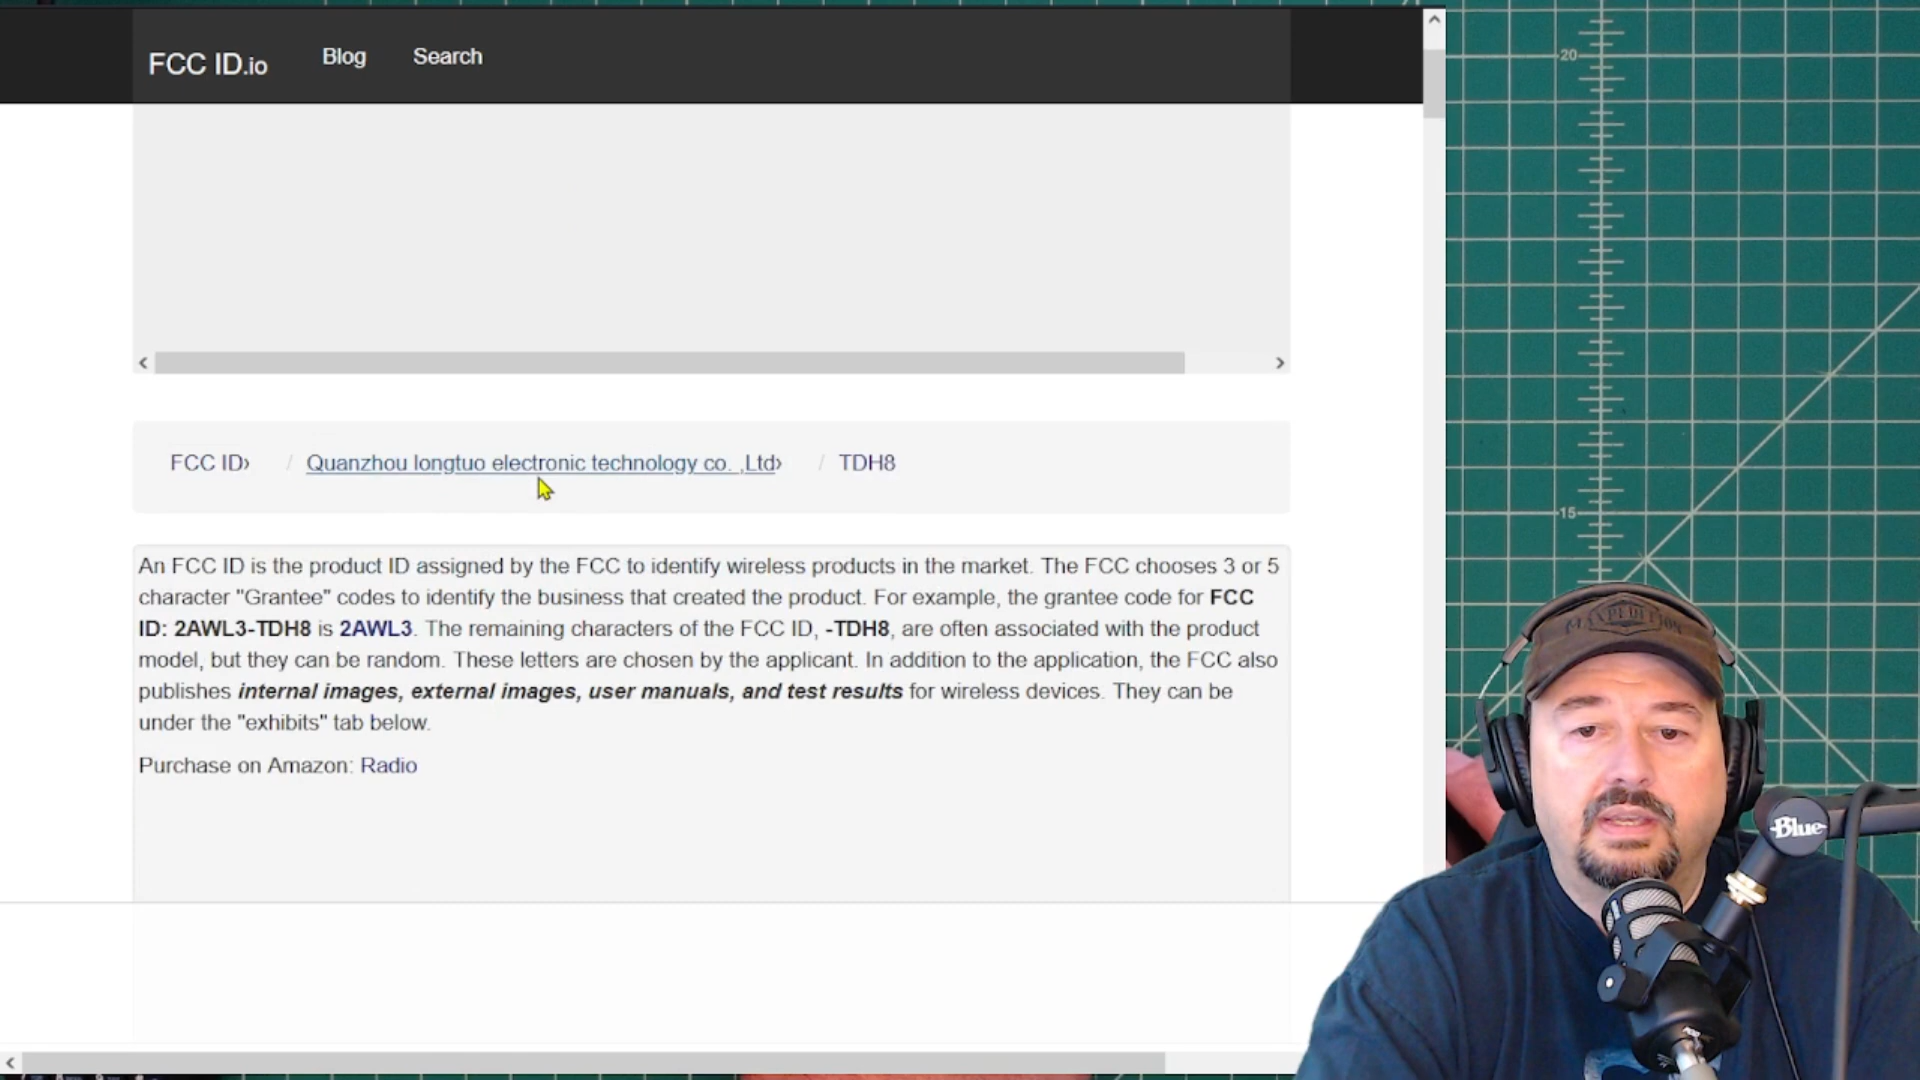 FCC ID.io
Blog
Search
FCC ID› / Quanzhou longtuo electronic technology co. ,Ltd› / TDH8
An FCC ID is the product ID assigned by the FCC to identify wireless products in the market. The FCC chooses 3 or 5
character "Grantee" codes to identify the business that created the product. For example, the grantee code for FCC
ID: 2AWL3-TDH8 is 2AWL3. The remaining characters of the FCC ID, -TDH8, are often associated with the product
model, but they can be random. These letters are chosen by the applicant. In addition to the application, the FCC also
publishes internal images, external images, user manuals, and test results for wireless devices. They can be
under the "exhibits" tab below.
Purchase on Amazon: Radio
20
15
MAXPEDITION
Blue